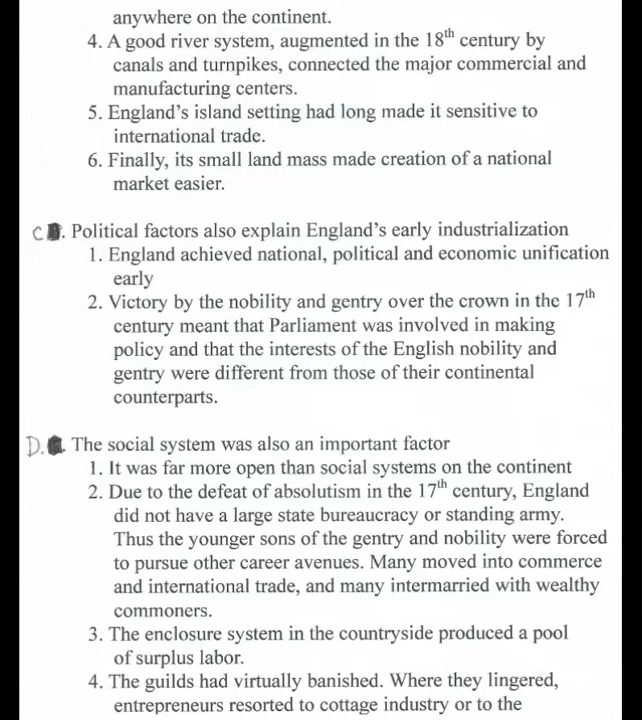 anywhere on the continent.
4. A good river system, augmented in the 18th century by
canals and turnpikes, connected the major commercial and
manufacturing centers.
5. England's island setting had long made it sensitive to
international trade.
6. Finally, its small land mass made creation of a national
market easier.
C . Political factors also explain England's early industrialization
1. England achieved national, political and economic unification
early
2. Victory by the nobility and gentry over the crown in the 17th
century meant that Parliament was involved in making
policy and that the interests of the English nobility and
gentry were different from those of their continental
counterparts.
D. . The social system was also an important factor
1. It was far more open than social systems on the continent
2. Due to the defeat of absolutism in the 17th century, England
did not have a large state bureaucracy or standing army.
Thus the younger sons of the gentry and nobility were forced
to pursue other career avenues. Many moved into commerce
and international trade, and many intermarried with wealthy
commoners.
3. The enclosure system in the countryside produced a pool
of surplus labor.
4. The guilds had virtually banished. Where they lingered,
entrepreneurs resorted to cottage industry or to the